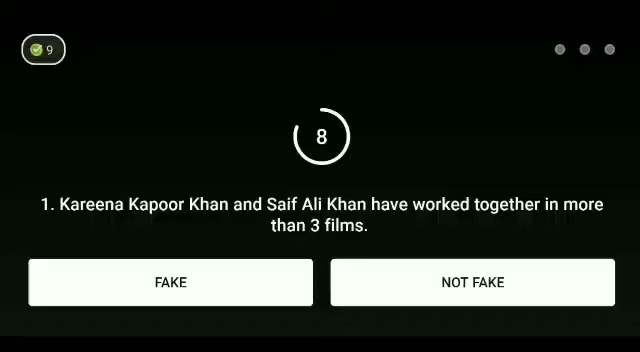 9
8
1. Kareena Kapoor Khan and Saif Ali Khan have worked together in more
than 3 films.
FAKE
NOT FAKE